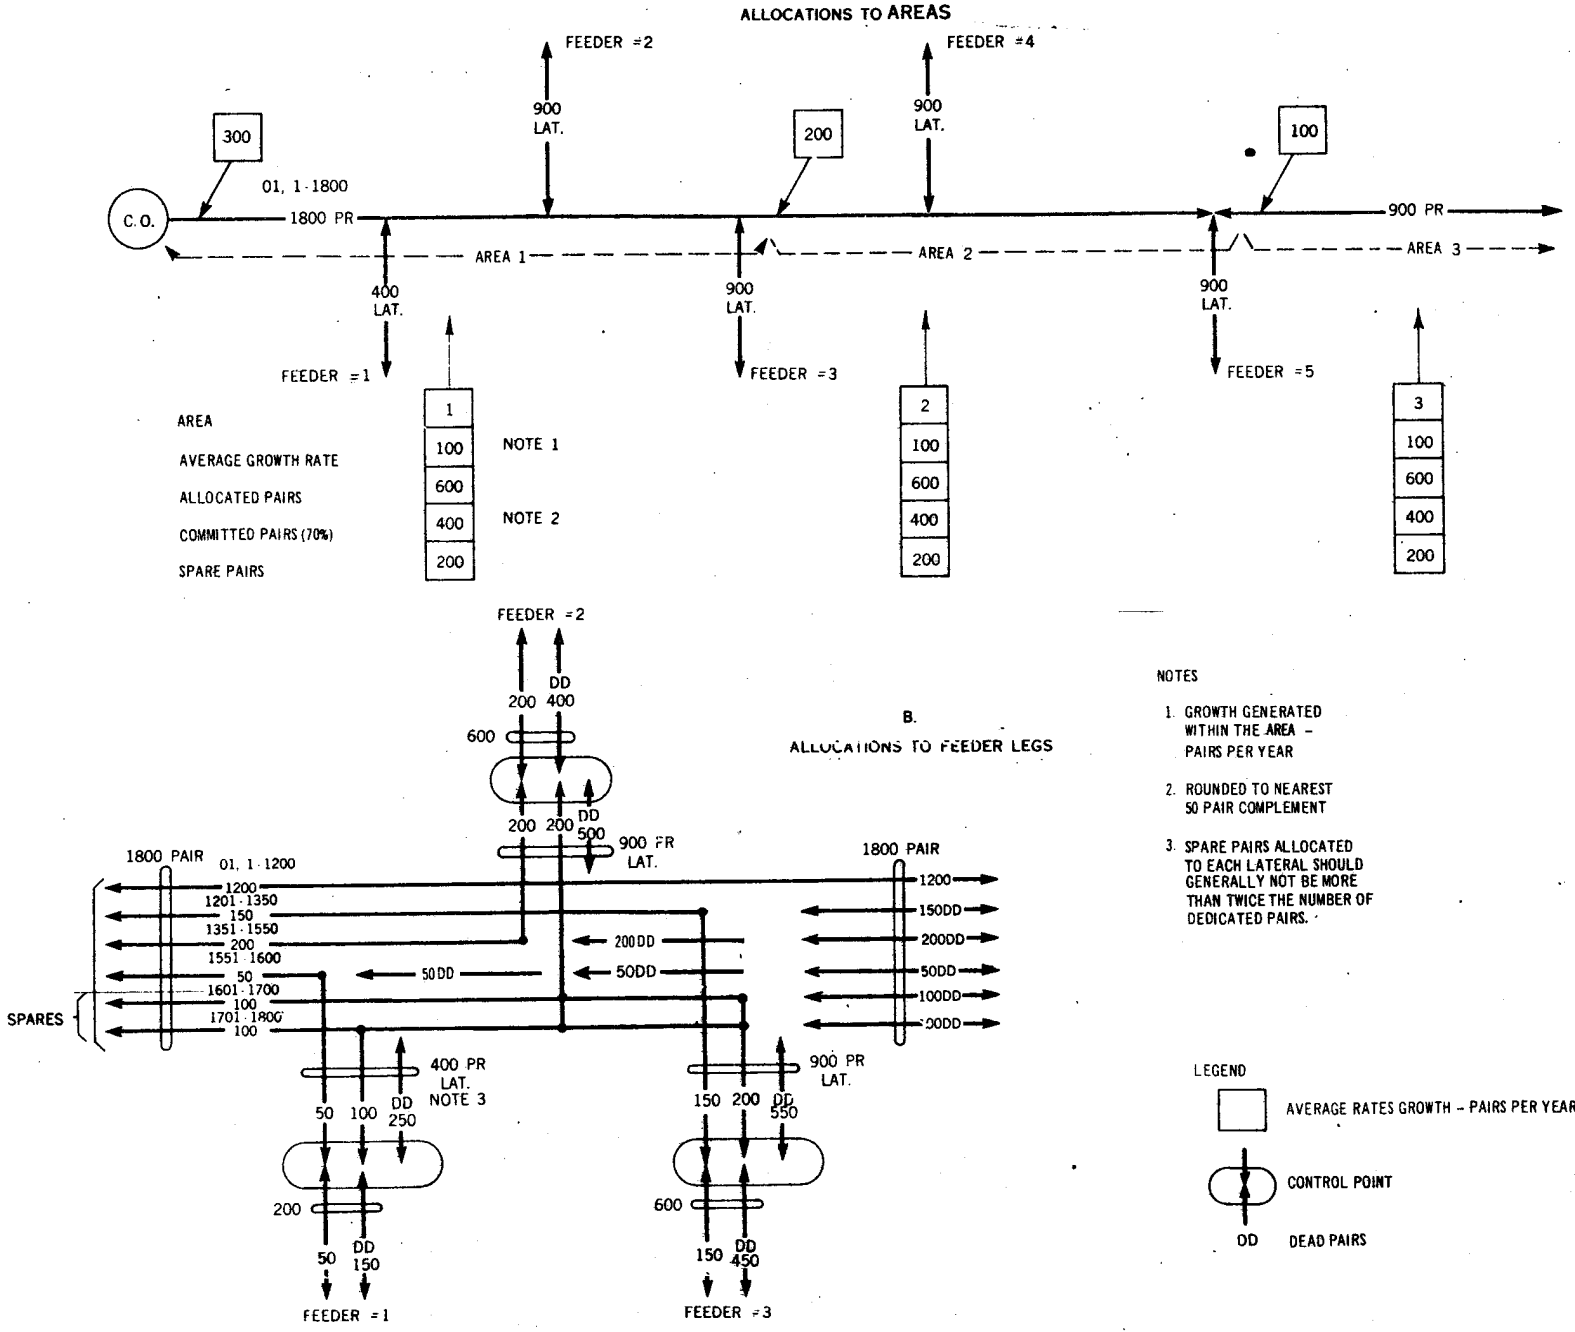 ALLOCATIONS TO AREAS
FEEDER =2
FEEDER =4
900
LAT.
900
LAT.
300
200
100
01, 1-1800
C.O.
1800 PR
900 PR
AREA 1
AREA 2
AREA 3
400
LAT.
900
LAT.
900
LAT.
FEEDER =1
FEEDER =3
FEEDER =5
AREA
1
2
3
AVERAGE GROWTH RATE
100
NOTE 1
100
100
ALLOCATED PAIRS
600
600
600
COMMITTED PAIRS (70%)
400
NOTE 2
400
400
SPARE PAIRS
200
200
200
FEEDER =2
200
DD
400
600
B.
ALLOCATIONS TO FEEDER LEGS
200
200
DD
500
900 PR
LAT.
1800 PAIR
01, 1-1200
1200
1201-1350
150
1351-1550
200
1551-1600
50
1601-1700
100
1701-1800
100
SPARES
200DD
50DD
50DD
1800 PAIR
1200
150DD
200DD
50DD
100DD
00DD
400 PR
LAT.
NOTE 3
50
100
DD
250
200
50
DD
150
FEEDER =1
900 PR
LAT.
150
200
DD
550
600
150
DD
450
FEEDER =3
NOTES
1. GROWTH GENERATED
WITHIN THE AREA –
PAIRS PER YEAR
2. ROUNDED TO NEAREST
50 PAIR COMPLEMENT
3. SPARE PAIRS ALLOCATED
TO EACH LATERAL SHOULD
GENERALLY NOT BE MORE
THAN TWICE THE NUMBER OF
DEDICATED PAIRS.
LEGEND
AVERAGE RATES GROWTH – PAIRS PER YEAR
CONTROL POINT
DD
DEAD PAIRS